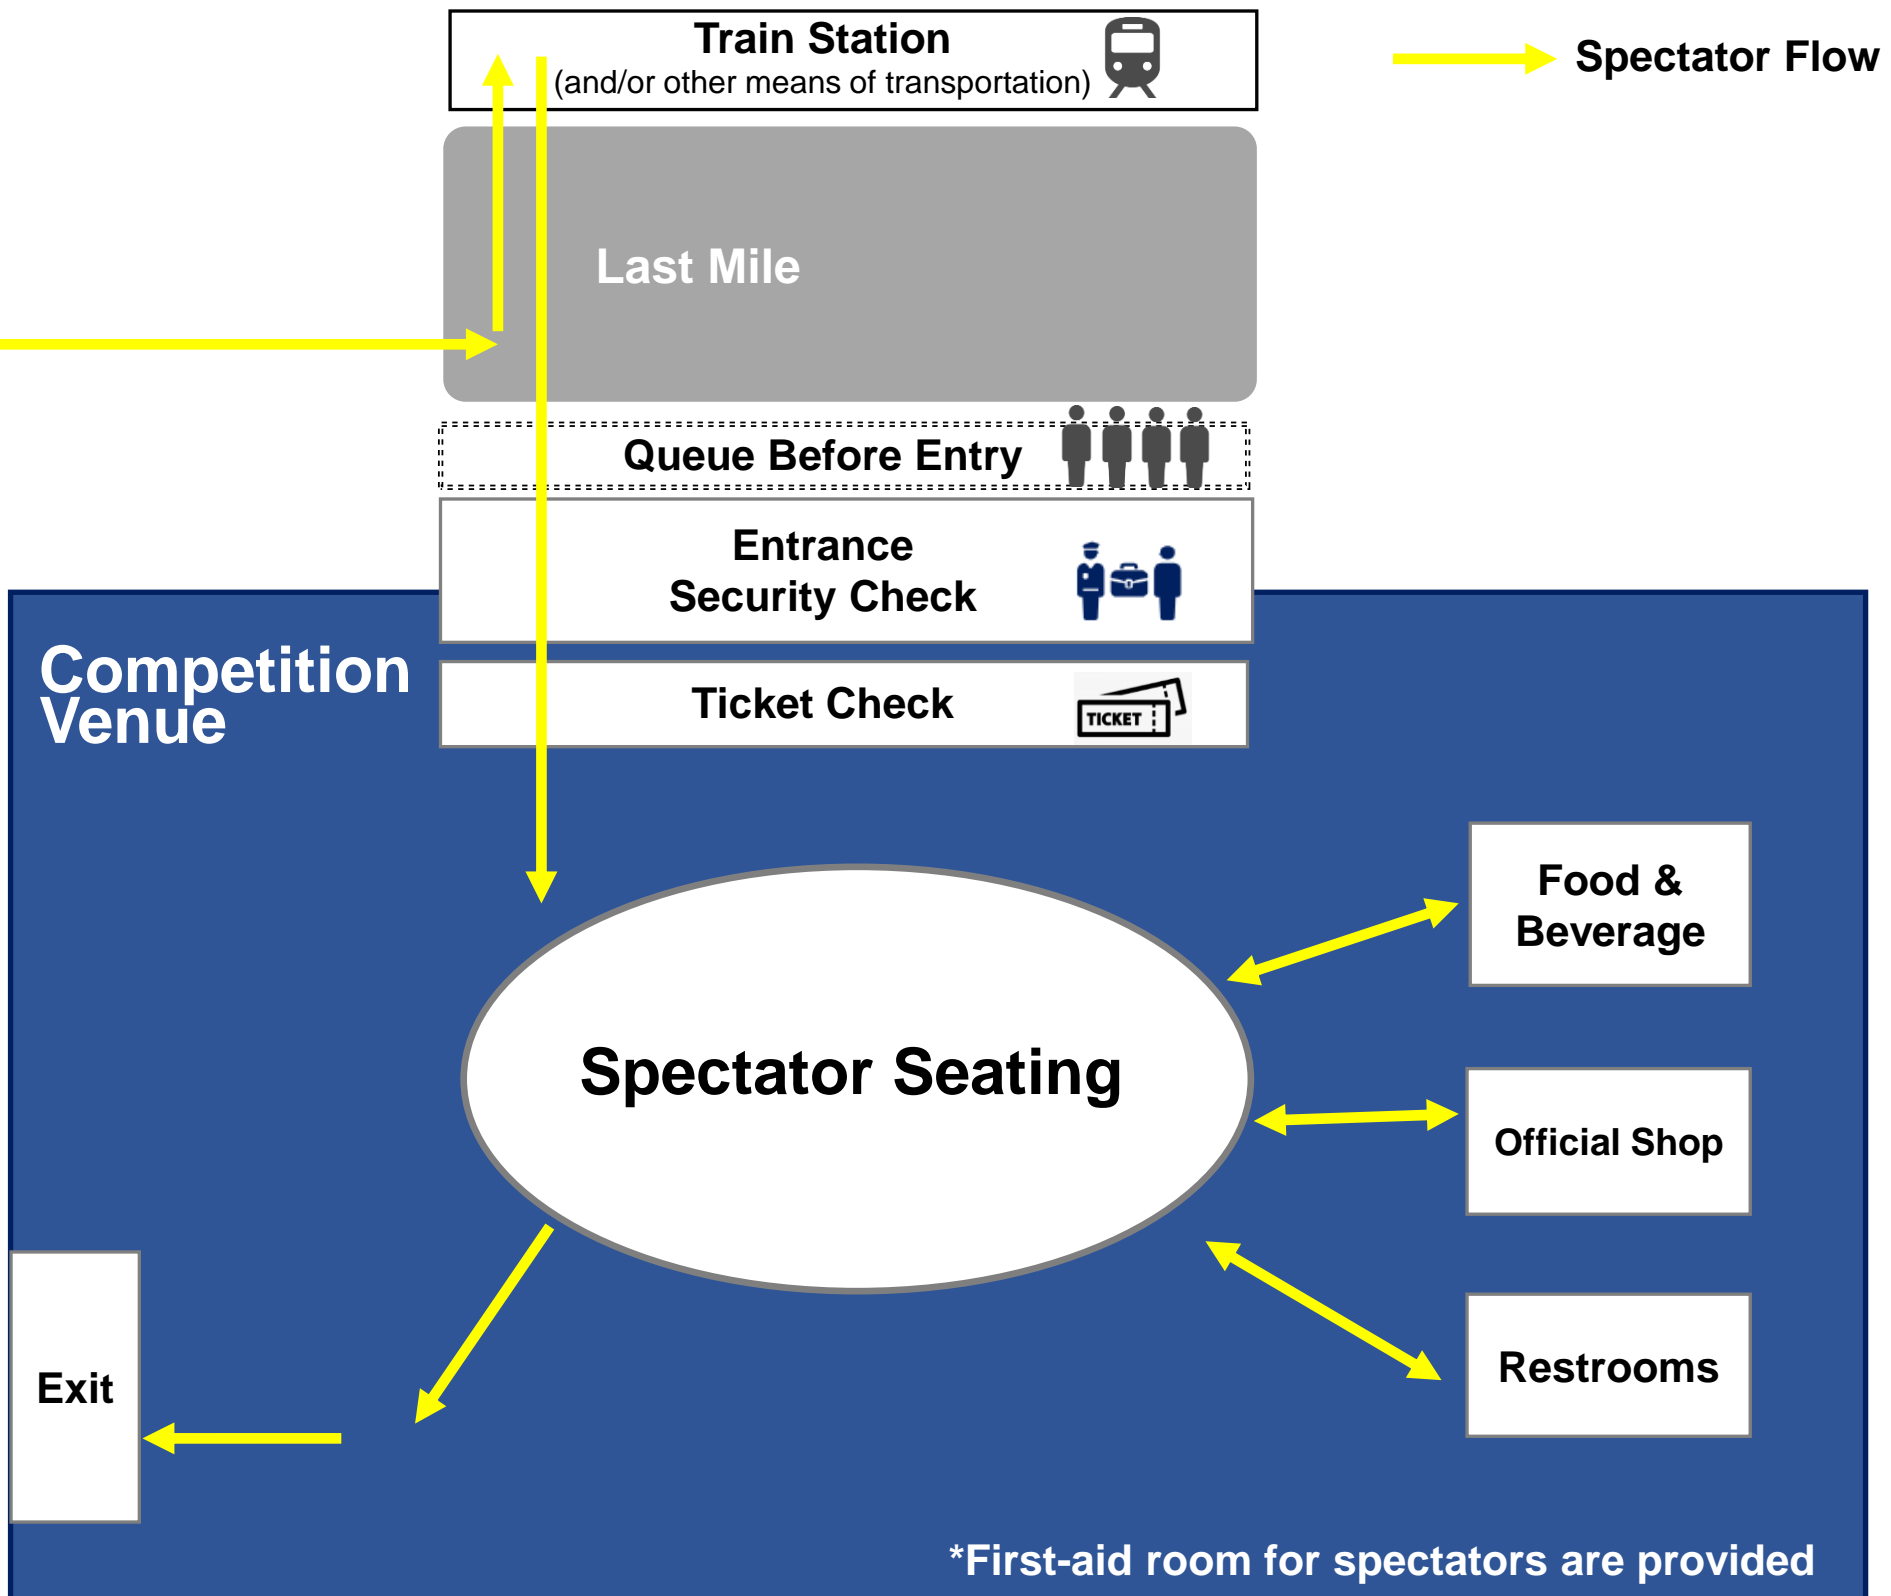 Train Station
(and/or other means of transportation)
Spectator Flow
Last Mile
Queue Before Entry
Entrance
Security Check
Competition
Venue
Ticket Check
TICKET
Food &
Beverage
Spectator Seating
Official Shop
Exit
Restrooms
*First-aid room for spectators are provided